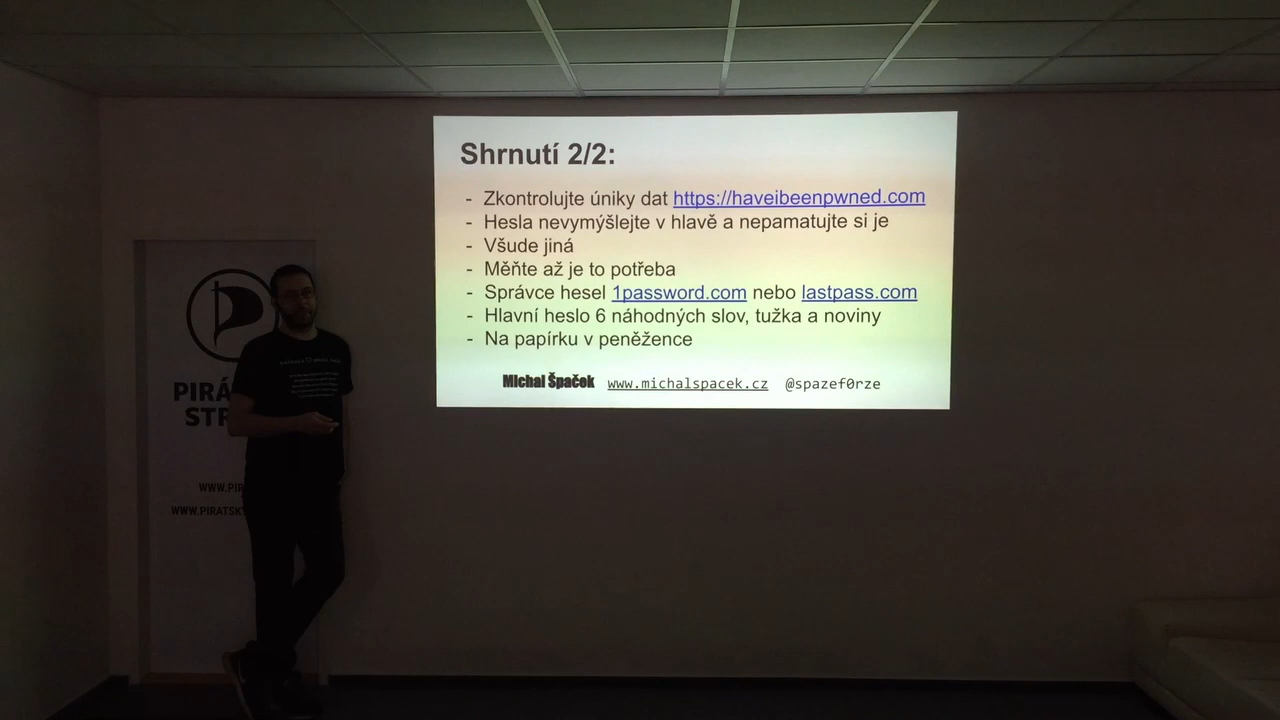 Shrnutí 2/2:
- Zkontrolujte úniky dat https://haveibeenpwned.com
- Hesla nevymýšlejte v hlavě a nepamatujte si je
- Všude jiná
- Měňte až je to potřeba
- Správce hesel 1password.com nebo lastpass.com
- Hlavní heslo 6 náhodných slov, tužka a noviny
- Na papírku v peněžence
Michal Špaček www.michalspacek.cz @spazef0rze
PIRÁ
STR
WWW.PIR
WWW.PIRATSK